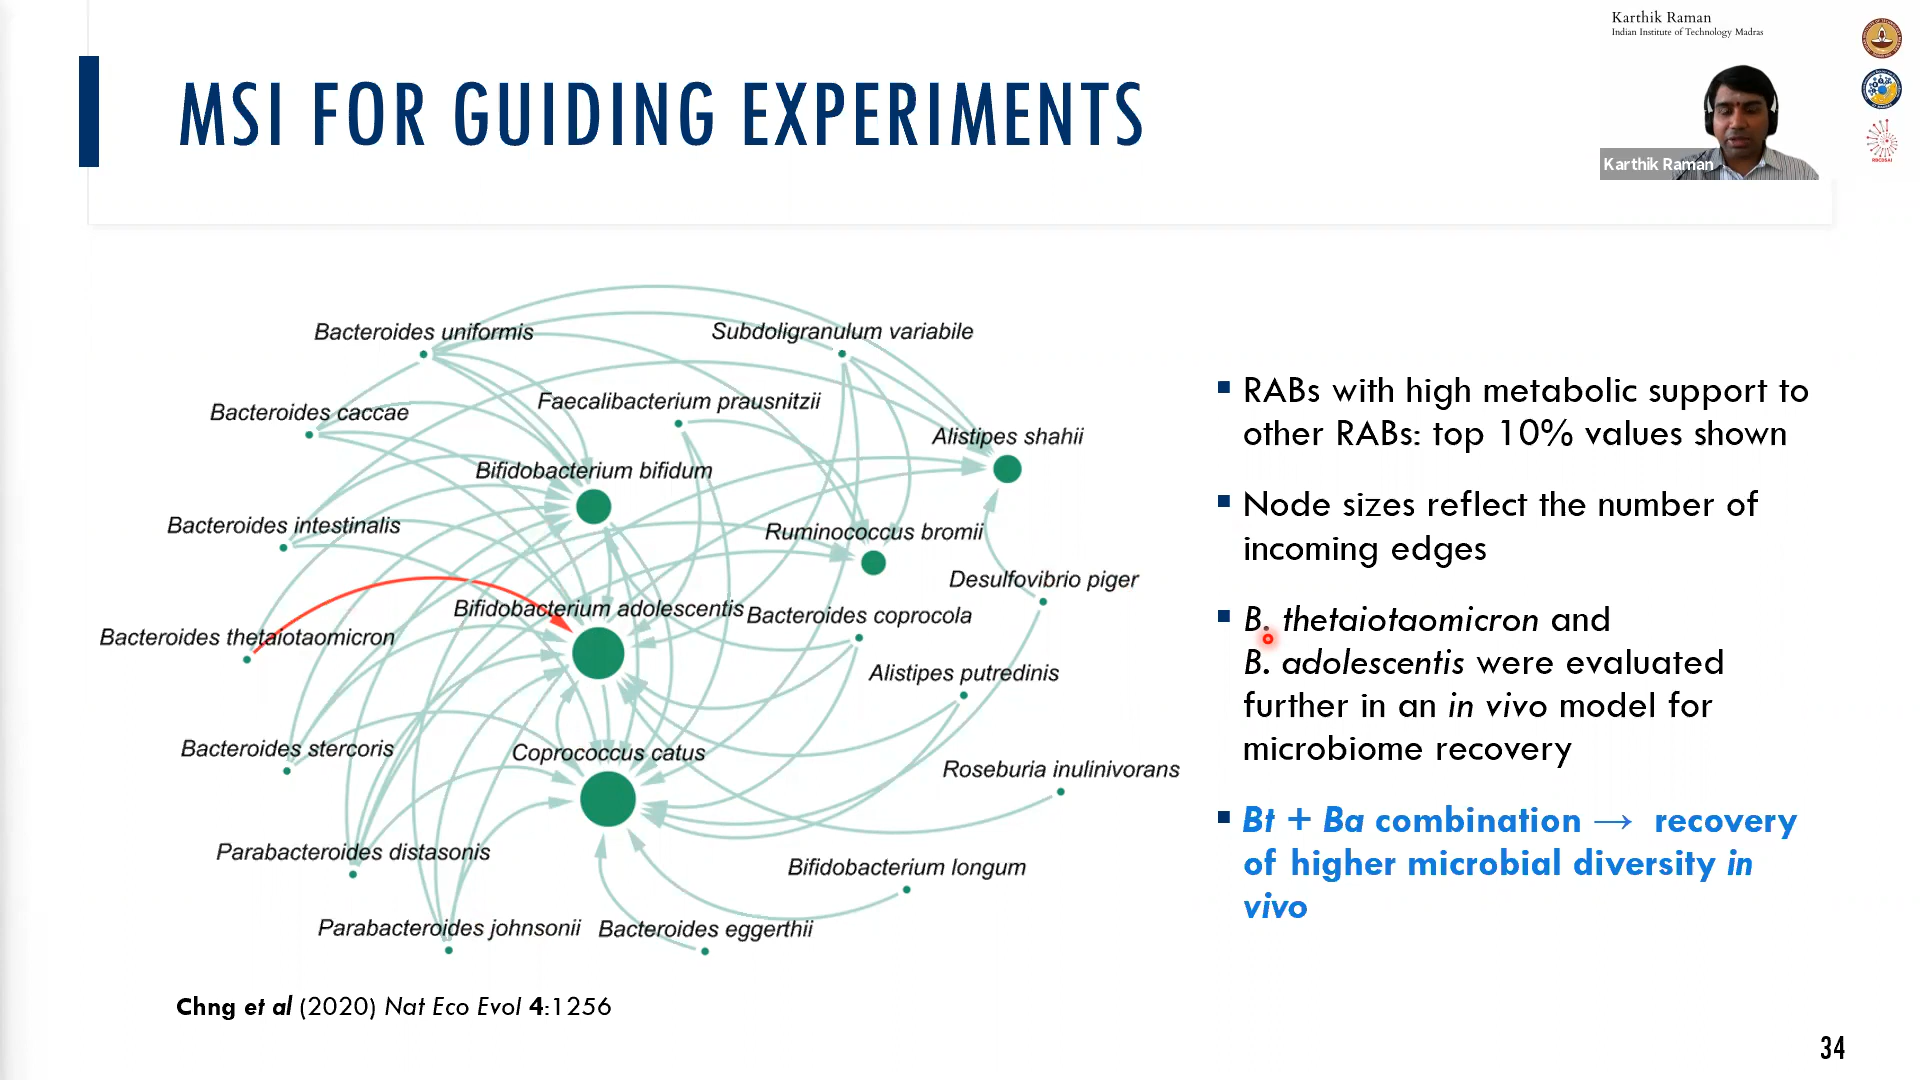 Karthik Raman
Indian Institute of Technology Madras
MSI FOR GUIDING EXPERIMENTS
Karthik Raman
RBCDSAI
Bacteroides uniformis
Subdoligranulum variabile
Bacteroides caccae
Faecalibacterium prausnitzii
Alistipes shahii
Bifidobacterium bifidum
Bacteroides intestinalis
Ruminococcus bromii
Desulfovibrio piger
Bifidobacterium adolescentis
Bacteroides coprocola
Bacteroides thetaiotaomicron
Alistipes putredinis
Bacteroides stercoris
Coprococcus catus
Roseburia inulinivorans
Parabacteroides distasonis
Bifidobacterium longum
Parabacteroides johnsonii
Bacteroides eggerthii
RABs with high metabolic support to
other RABs: top 10% values shown
Node sizes reflect the number of
incoming edges
B. thetaiotaomicron and
B. adolescentis were evaluated
further in an in vivo model for
microbiome recovery
Bt + Ba combination → recovery
of higher microbial diversity in
vivo
Chng et al (2020) Nat Eco Evol 4:1256
34